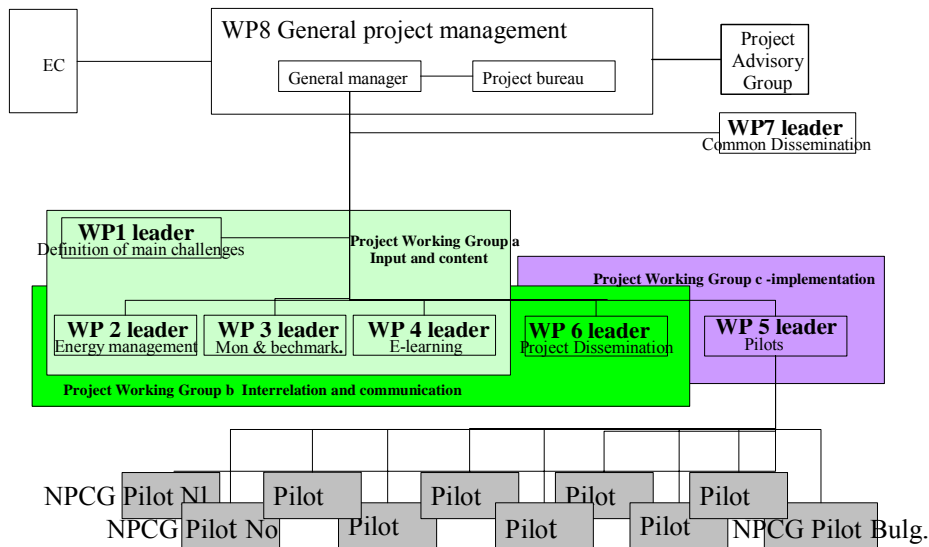 WP8 General project management
EC
General manager
Project bureau
Project
Advisory
Group
WP7 leader
Common Dissemination
WP1 leader
Definition of main challenges
Project Working Group a
Input and content
Project Working Group c -implementation
WP 2 leader
Energy management
WP 3 leader
Mon & bechmark.
WP 4 leader
E-learning
WP 6 leader
Project Dissemination
WP 5 leader
Pilots
Project Working Group b Interrelation and communication
NPCG Pilot Nl
Pilot
Pilot
Pilot
Pilot
NPCG Pilot No
Pilot
Pilot
Pilot
NPCG Pilot Bulg.